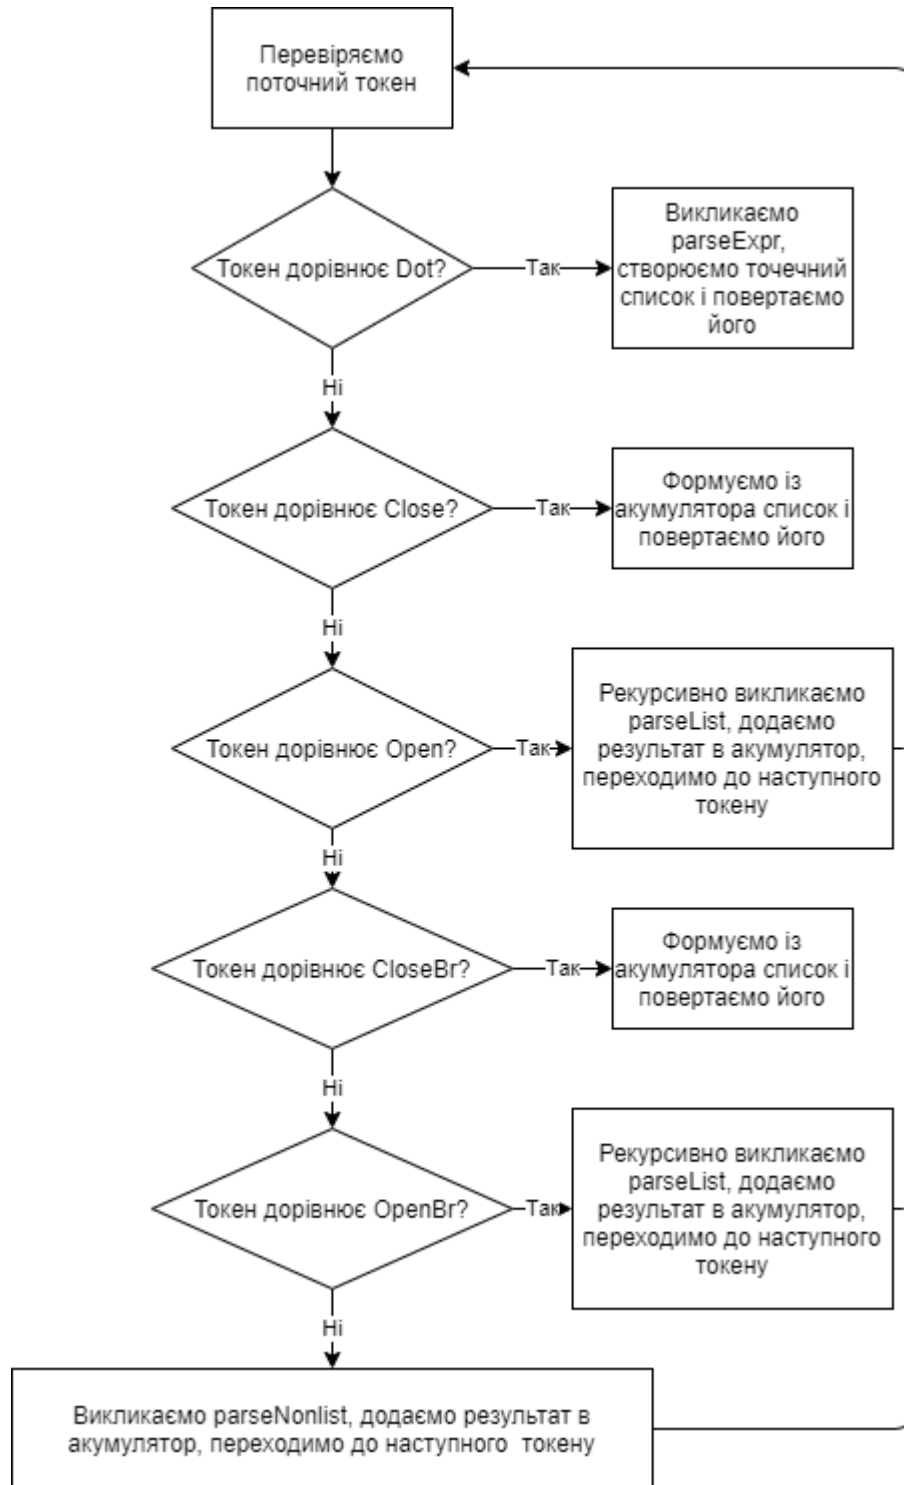 Перевіряємо
поточний токен
Токен дорівнює Dot?
Так
Викликаємо
parseExpr,
створюємо точечний
список і повертаємо
його
Ні
Токен дорівнює Close?
Так
Формуємо із
акумулятора список і
повертаємо його
Ні
Токен дорівнює Open?
Так
Рекурсивно викликаємо
parseList, додаємо
результат в акумулятор,
переходимо до наступного
токену
Ні
Токен дорівнює CloseBr?
Так
Формуємо із
акумулятора список і
повертаємо його
Ні
Токен дорівнює OpenBr?
Так
Рекурсивно викликаємо
parseList, додаємо
результат в акумулятор,
переходимо до наступного
токену
Ні
Викликаємо parseNonlist, додаємо результат в
акумулятор, переходимо до наступного токену